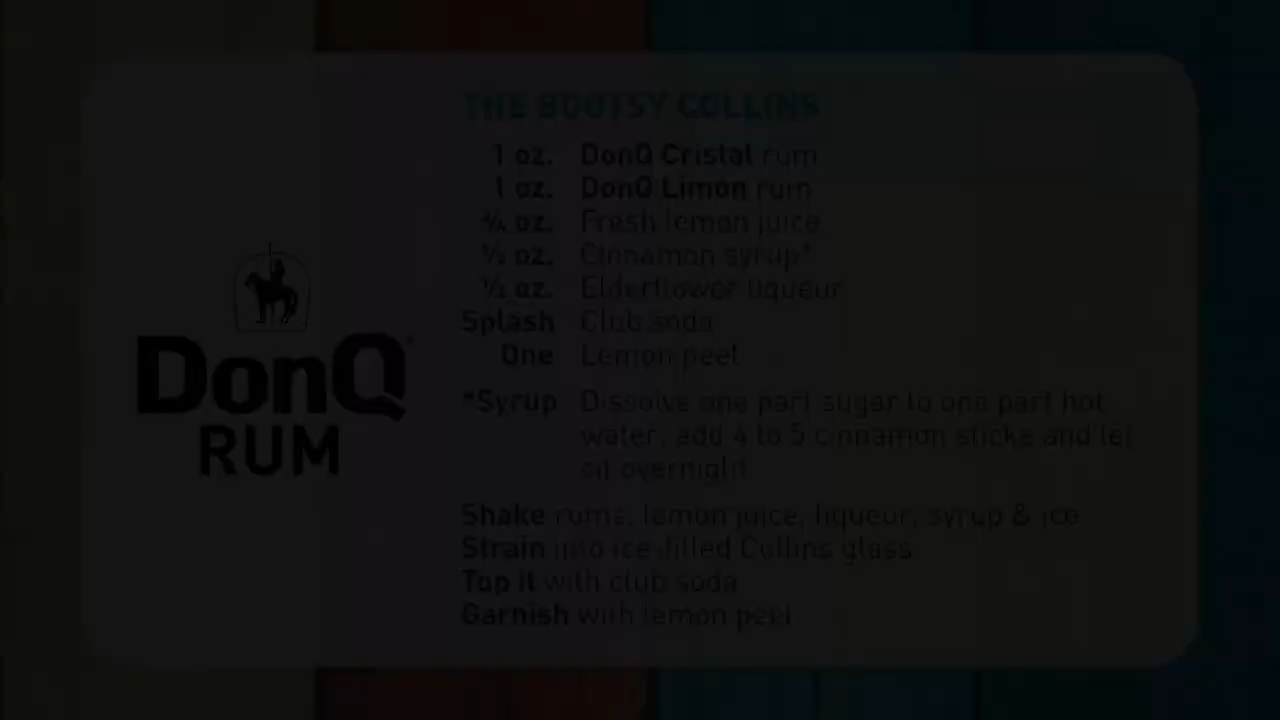 THE BOOTSY COLLINS
1 oz. DonQ Cristal rum
1 oz. DonQ Limon rum
¾ oz. Fresh lemon juice
½ oz. Cinnamon syrup*
¼ oz. Elderflower liqueur
Splash Club soda
One Lemon peel
*Syrup Dissolve one part sugar to one part hot
water, add 4 to 5 cinnamon sticks and let
sit overnight
Shake rums, lemon juice, liqueur, syrup & ice
Strain into ice-filled Collins glass
Top it with club soda
Garnish with lemon peel
DonQ
RUM